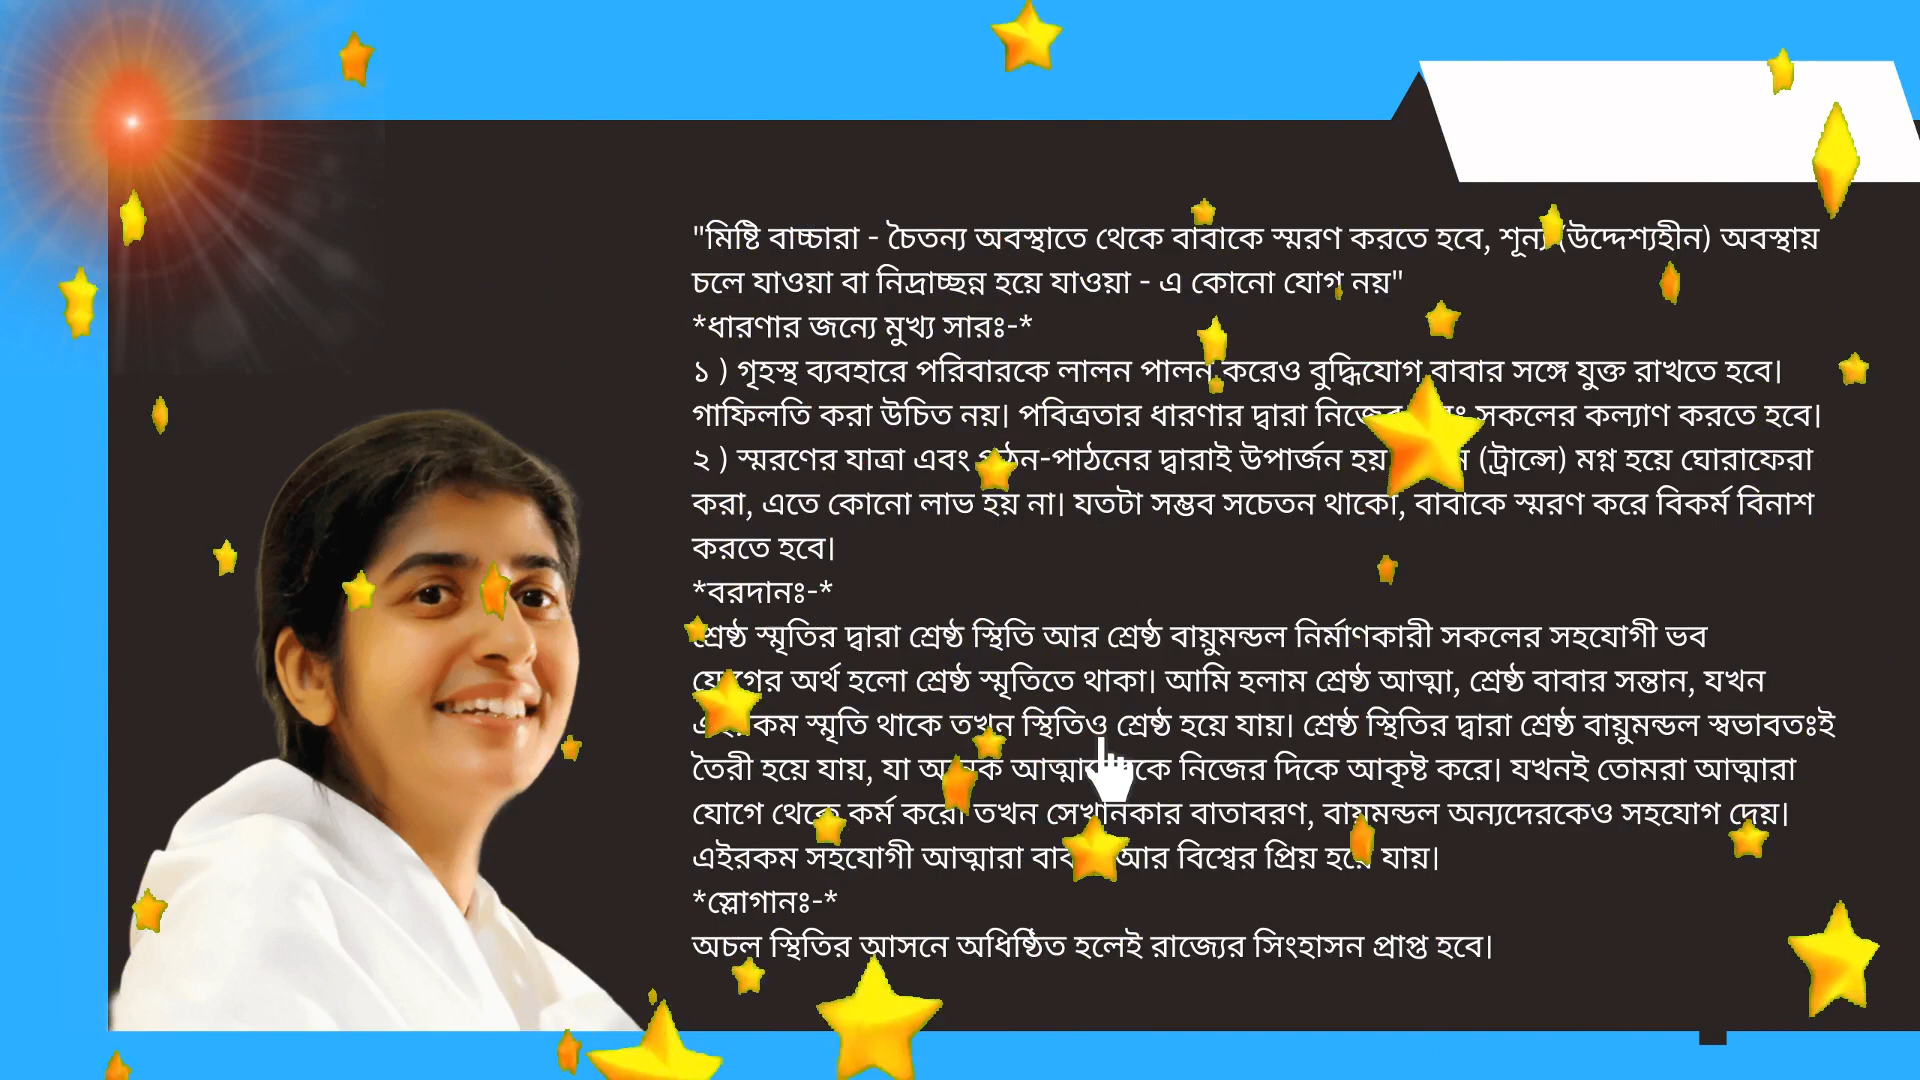 "মিষ্টি বাচ্চারা - চৈতন্য অবস্থাতে থেকে বাবাকে স্মরণ করতে হবে, শূন্য (উদ্দেশ্যহীন) অবস্থায়
চলে যাওয়া বা নিদ্রাচ্ছন্ন হয়ে যাওয়া - এ কোনো যোগ নয়"
*ধারণার জন্যে মুখ্য সারঃ-*
১ ) গৃহস্থ ব্যবহারে পরিবারকে লালন পালন করেও বুদ্ধিযোগ বাবার সঙ্গে যুক্ত রাখতে হবে।
গাফিলতি করা উচিত নয়। পবিত্রতার ধারণার দ্বারা নিজের সকলের কল্যাণ করতে হবে।
২ ) স্মরণের যাত্রা এবং পঠন-পাঠনের দ্বারাই উপার্জন হয় (ট্রান্সে) মগ্ন হয়ে ঘোরাফেরা
করা, এতে কোনো লাভ হয় না। যতটা সম্ভব সচেতন থাকো, বাবাকে স্মরণ করে বিকর্ম বিনাশ
করতে হবে।
*বরদানঃ-*
শ্রেষ্ঠ স্মৃতির দ্বারা শ্রেষ্ঠ স্থিতি আর শ্রেষ্ঠ বায়ুমন্ডল নির্মাণকারী সকলের সহযোগী ভব
যোগের অর্থ হলো শ্রেষ্ঠ স্মৃতিতে থাকা। আমি হলাম শ্রেষ্ঠ আত্মা, শ্রেষ্ঠ বাবার সন্তান, যখন
এইরকম স্মৃতি থাকে তখন স্থিতিও শ্রেষ্ঠ হয়ে যায়। শ্রেষ্ঠ স্থিতির দ্বারা শ্রেষ্ঠ বায়ুমন্ডল স্বভাবতঃই
তৈরী হয়ে যায়, যা অনেক নিজের দিকে আকৃষ্ট করে। যখনই তোমরা আত্মারা
যোগে থেকে কর্ম করো তখন সেখানকার বাতাবরণ, বায়ুমন্ডল অন্যদেরকেও সহযোগ দেয়।
এইরকম সহযোগী আত্মারা আর বিশ্বের প্রিয় হয়ে যায়।
*স্লোগানঃ-*
অচল স্থিতির আসনে অধিষ্ঠিত হলেই রাজ্যের সিংহাসন প্রাপ্ত হবে।